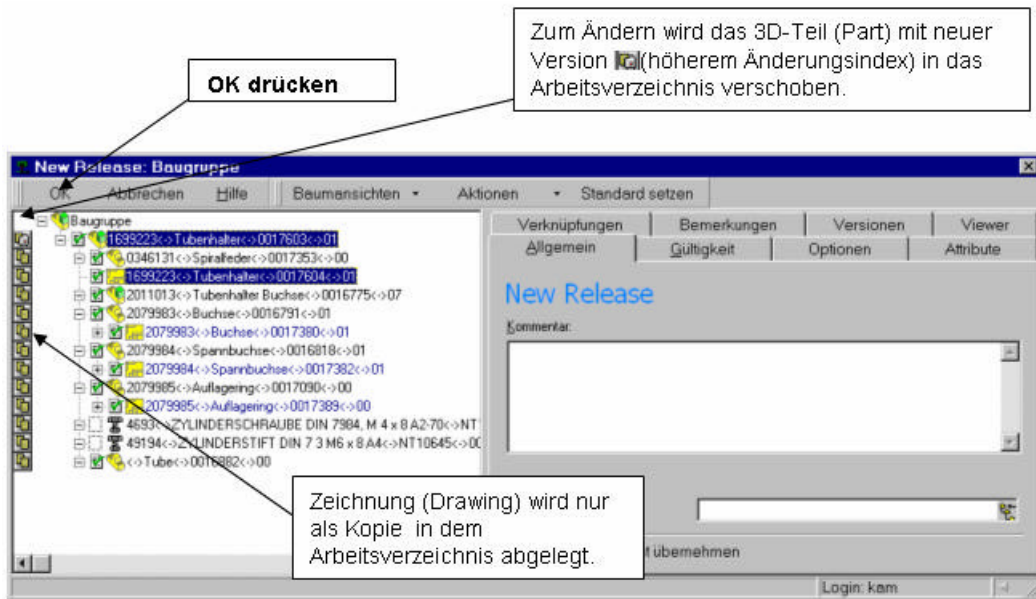 Zum Ändern wird das 3D-Teil (Part) mit neuer
Version (höherem Änderungsindex) in das
Arbeitsverzeichnis verschoben.
OK drücken
New Release: Baugruppe
OK Abbrechen Hilfe Baumansichten Aktionen Standard setzen
Baugruppe
1699223<->Tubenhalter<->0017603<->01
0346131<->Spiralfeder<->0017353<->00
1699223<->Tubenhalter<->0017604<->01
2011013<->Tubenhalter Buchse<->0016775<->07
2079983<->Buchse<->0016791<->01
2079983<->Buchse<->0017380<->01
2079984<->Spannbuchse<->0016818<->01
2079984<->Spannbuchse<->0017382<->01
2079985<->Auflagering<->0017090<->00
2079985<->Auflagering<->0017389<->00
4693<->ZYLINDERSCHRAUBE DIN 7984, M 4 x 8 A2-70<->NT
49194<->ZYLINDERSTIFT DIN 7 3 M6 x 8 A4<->NT10645<->00
<->Tube<->0016882<->00
Verknüpfungen Bemerkungen Versionen Viewer
Allgemein Gültigkeit Optionen Attribute
New Release
Kommentar:
Zeichnung (Drawing) wird nur
als Kopie in dem
Arbeitsverzeichnis abgelegt.
übernehmen
Login: kam